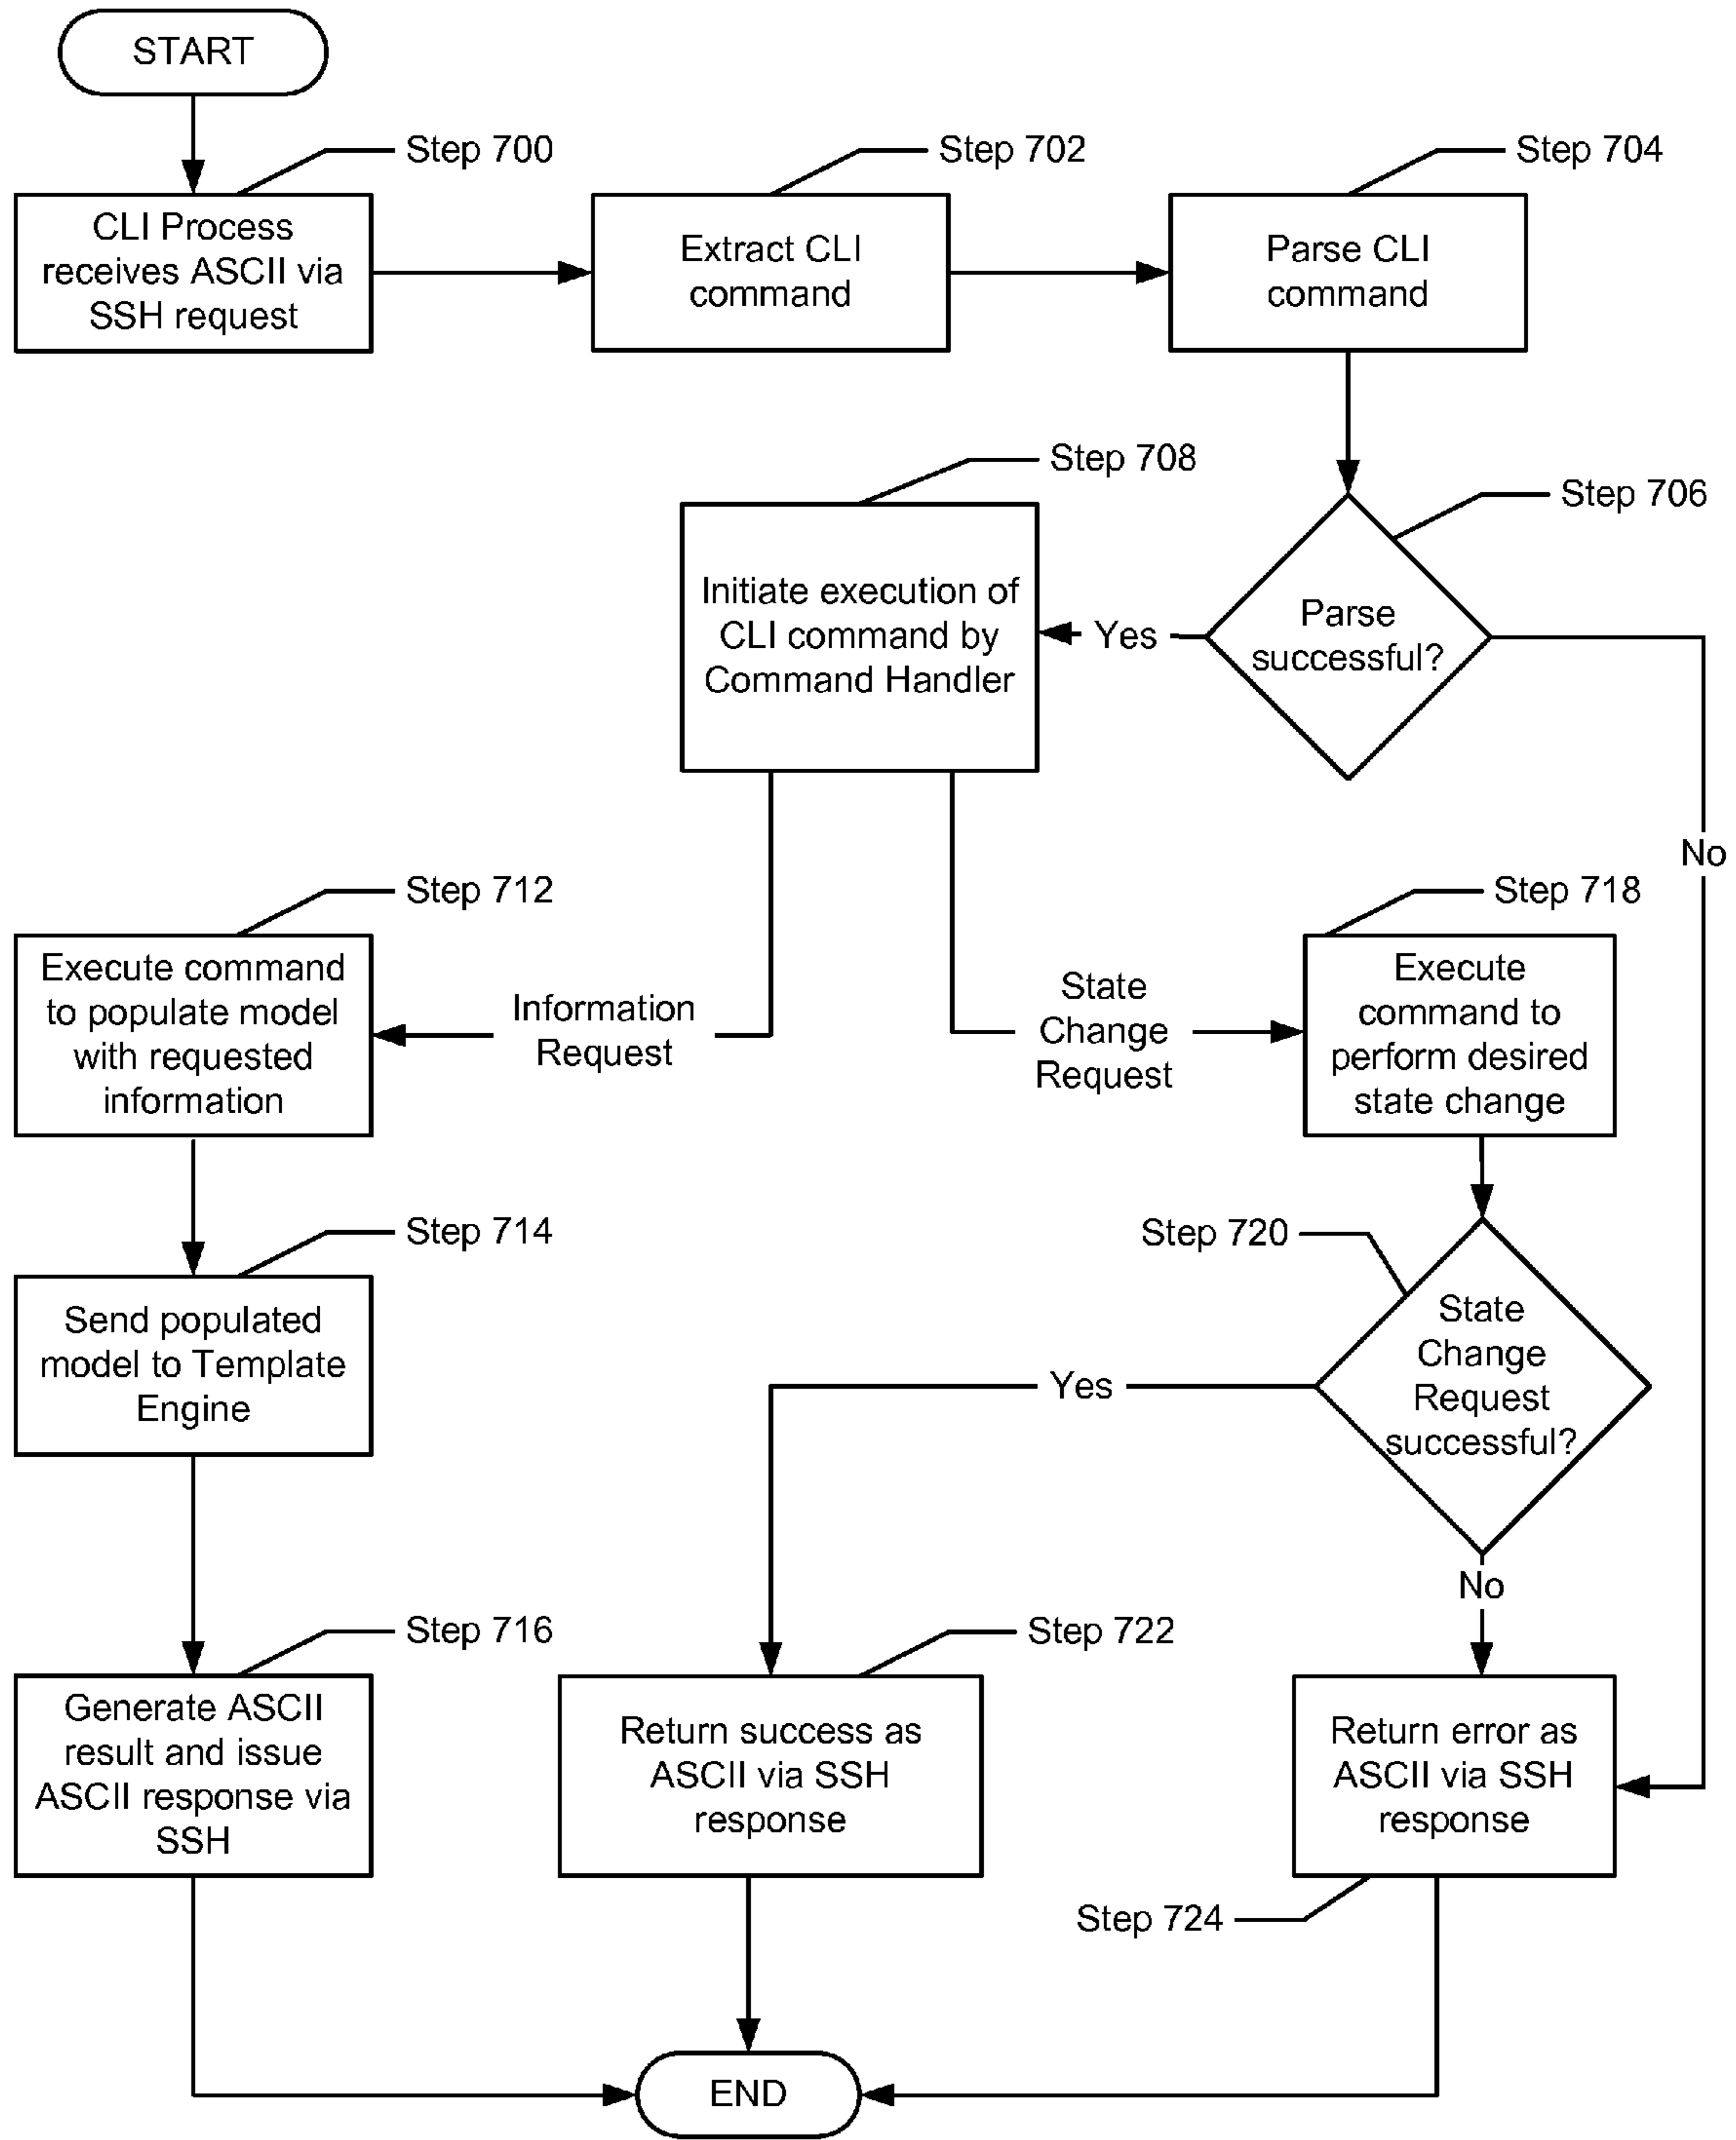 START
Step 700
CLI Process
receives ASCII via
SSH request
Step 702
Extract CLI
command
Step 704
Parse CLI
command
Step 706
Parse
successful?
Yes
No
Step 708
Initiate execution of
CLI command by
Command Handler
Information
Request
State
Change
Request
Step 712
Execute command
to populate model
with requested
information
Step 714
Send populated
model to Template
Engine
Step 716
Generate ASCII
result and issue
ASCII response via
SSH
Step 718
Execute
command to
perform desired
state change
Step 720
State
Change
Request
successful?
Yes
No
Step 722
Return success as
ASCII via SSH
response
Return error as
ASCII via SSH
response
Step 724
END